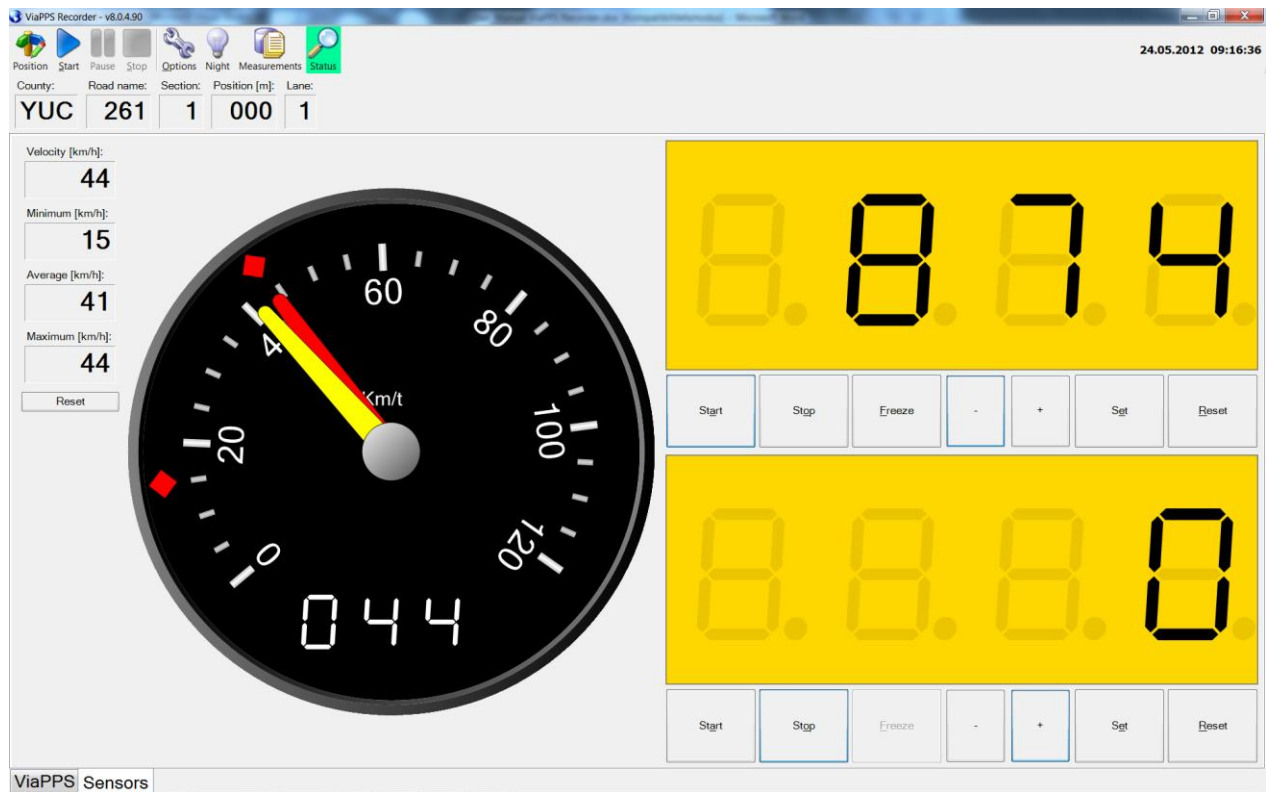 ViaPPS Recorder - v8.0.4.90
Position Start Pause Stop Options Night Measurements Status
24.05.2012 09:16:36
County: Road name: Section: Position [m]: Lane:
YUC 261 1 000 1
Velocity [km/h]:
44
Minimum [km/h]:
15
Average [km/h]:
41
Maximum [km/h]:
44
Reset
0
20
4
60
80
100
120
Km/t
044
874
Start Stop Freeze - + Set Reset
0
Start Stop Freeze - + Set Reset
ViaPPS Sensors